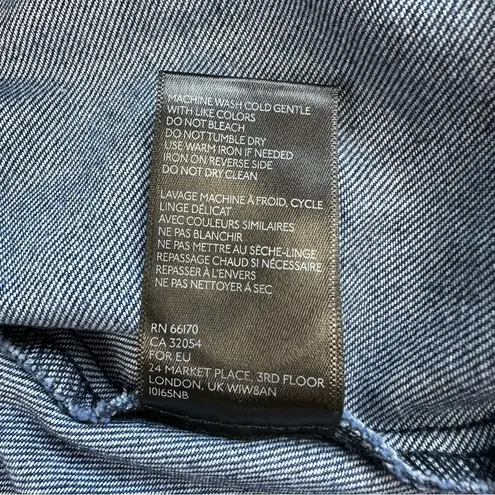 MACHINE WASH COLD GENTLE
WITH LIKE COLORS
DO NOT BLEACH
DO NOT TUMBLE DRY
USE WARM IRON IF NEEDED
IRON ON REVERSE SIDE
DO NOT DRY CLEAN
LAVAGE MACHINE À FROID, CYCLE
LINGE DÉLICAT
AVEC COULEURS SIMILAIRES
NE PAS BLANCHIR
NE PAS METTRE AU SÈCHE-LINGE
REPASSAGE CHAUD SI NÉCESSAIRE
REPASSER À L'ENVERS
NE PAS NETTOYER À SEC
RN 66170
CA 32054
FOR EU
24 MARKET PLACE, 3RD FLOOR
LONDON, UK W1W8AN
10165NB